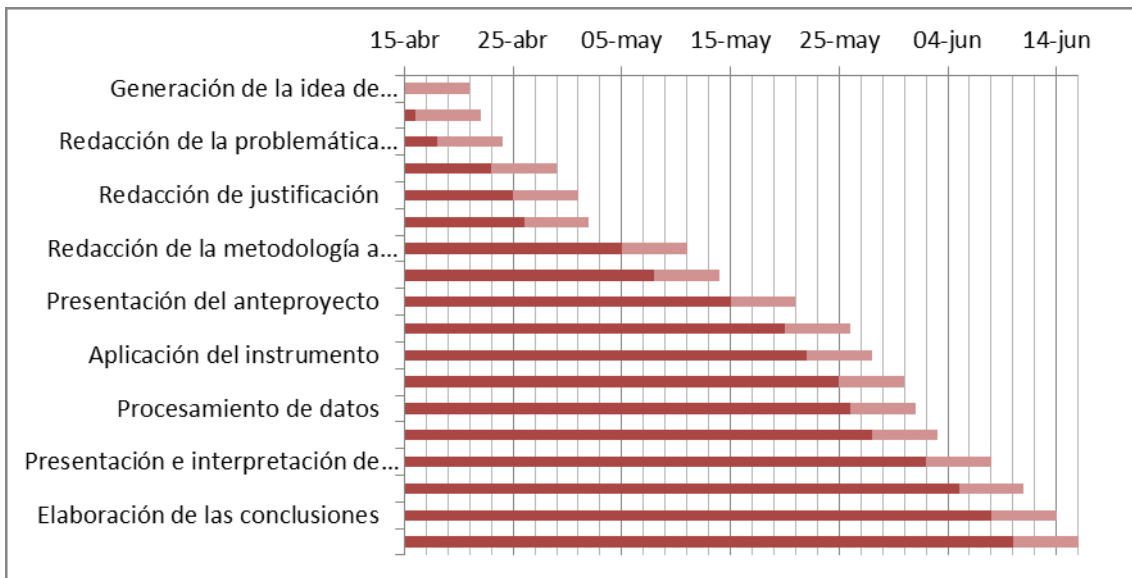 15-abr 25-abr 05-may 15-may 25-may 04-jun 14-jun
Generación de la idea de...
Redacción de la problemática...
Redacción de justificación
Redacción de la metodología a...
Presentación del anteproyecto
Aplicación del instrumento
Procesamiento de datos
Presentación e interpretación de...
Elaboración de las conclusiones